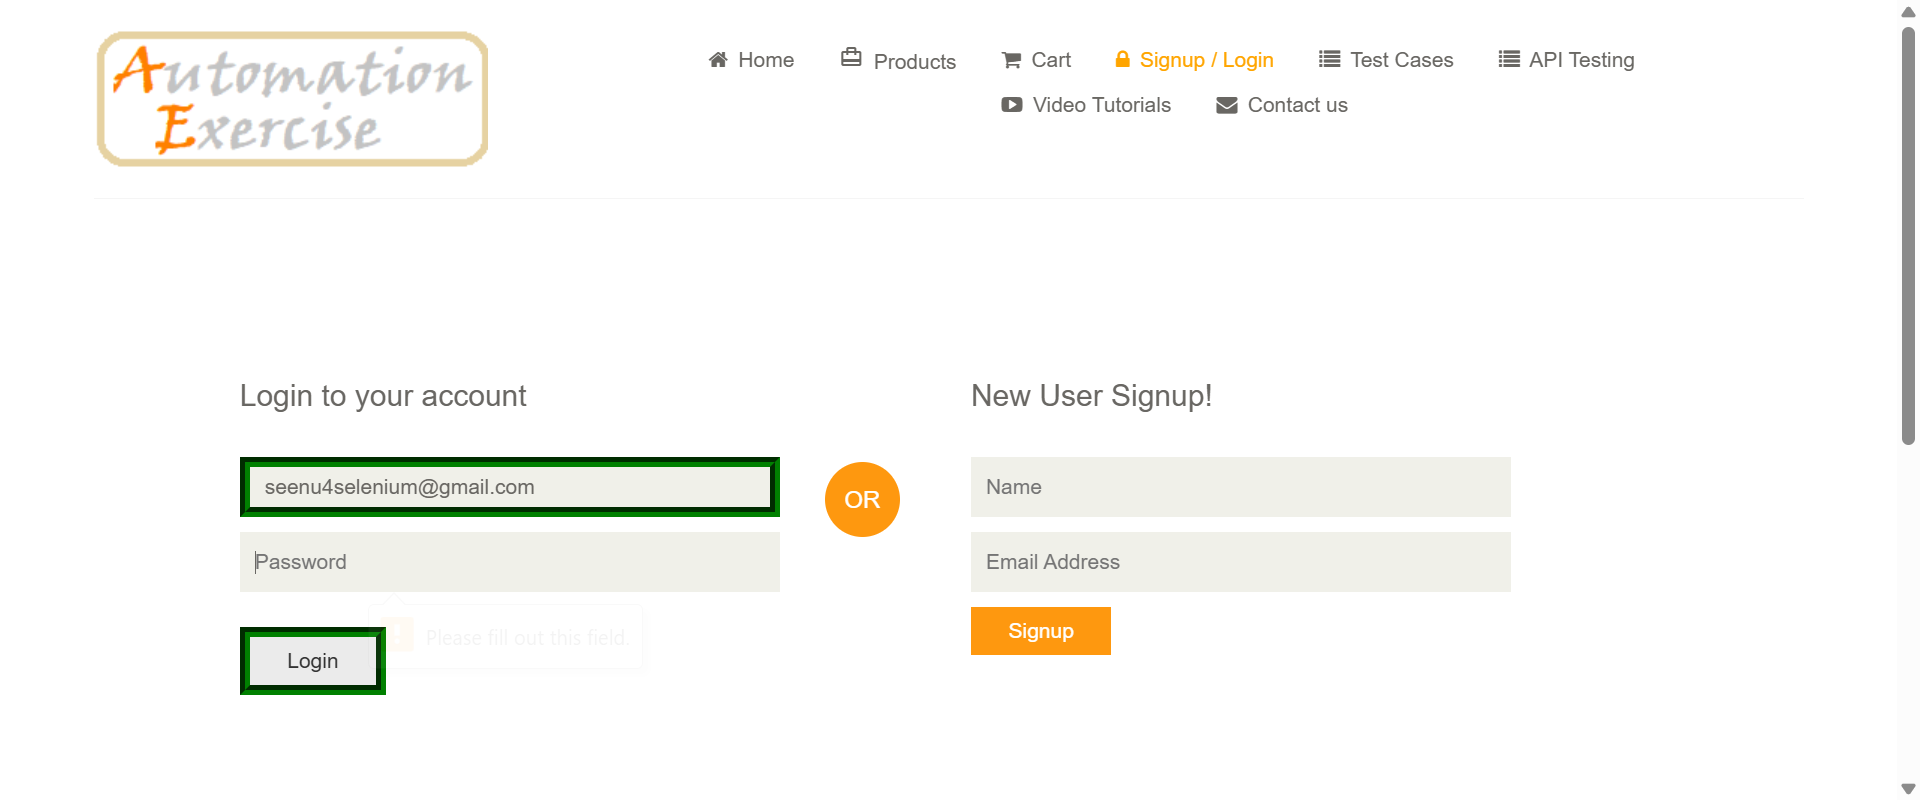 Automation
Exercise
Home
Products
Cart
Signup / Login
Test Cases
API Testing
Video Tutorials
Contact us
Login to your account
seenu4selenium@gmail.com
Password
Please fill out this field.
Login
OR
New User Signup!
Name
Email Address
Signup